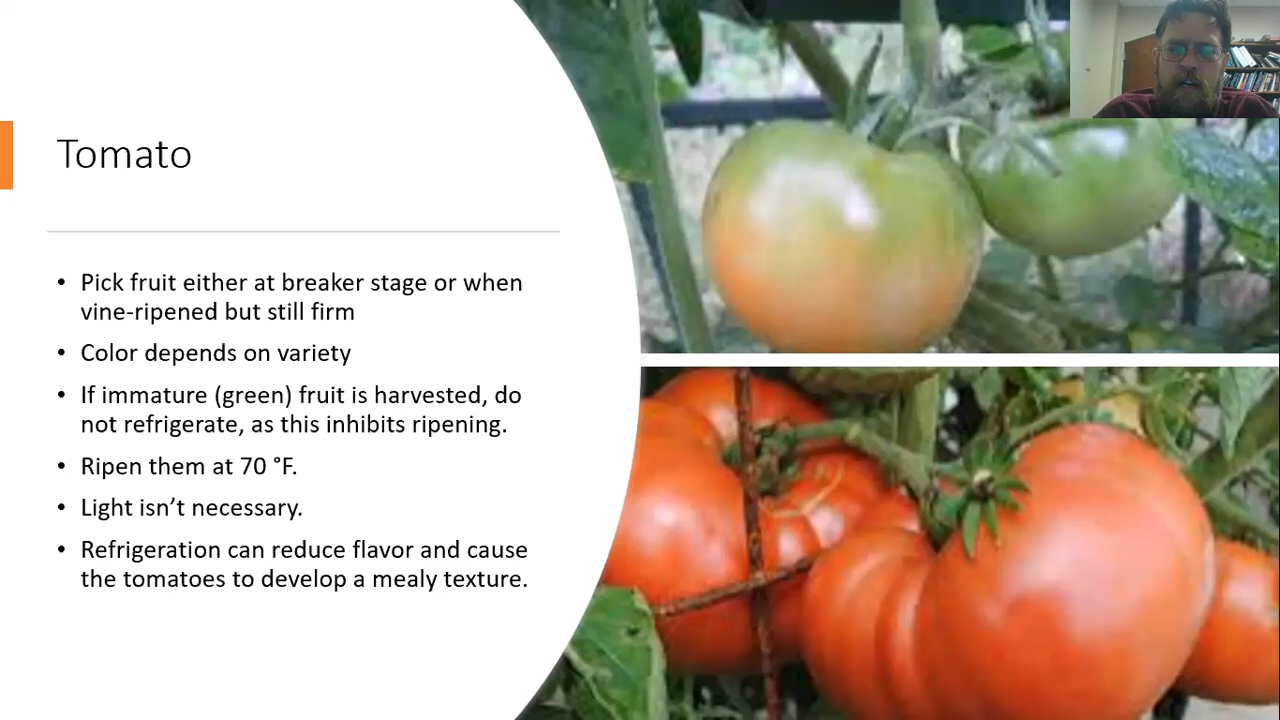 Tomato
• Pick fruit either at breaker stage or when
vine-ripened but still firm
• Color depends on variety
• If immature (green) fruit is harvested, do
not refrigerate, as this inhibits ripening.
• Ripen them at 70 °F.
• Light isn’t necessary.
• Refrigeration can reduce flavor and cause
the tomatoes to develop a mealy texture.